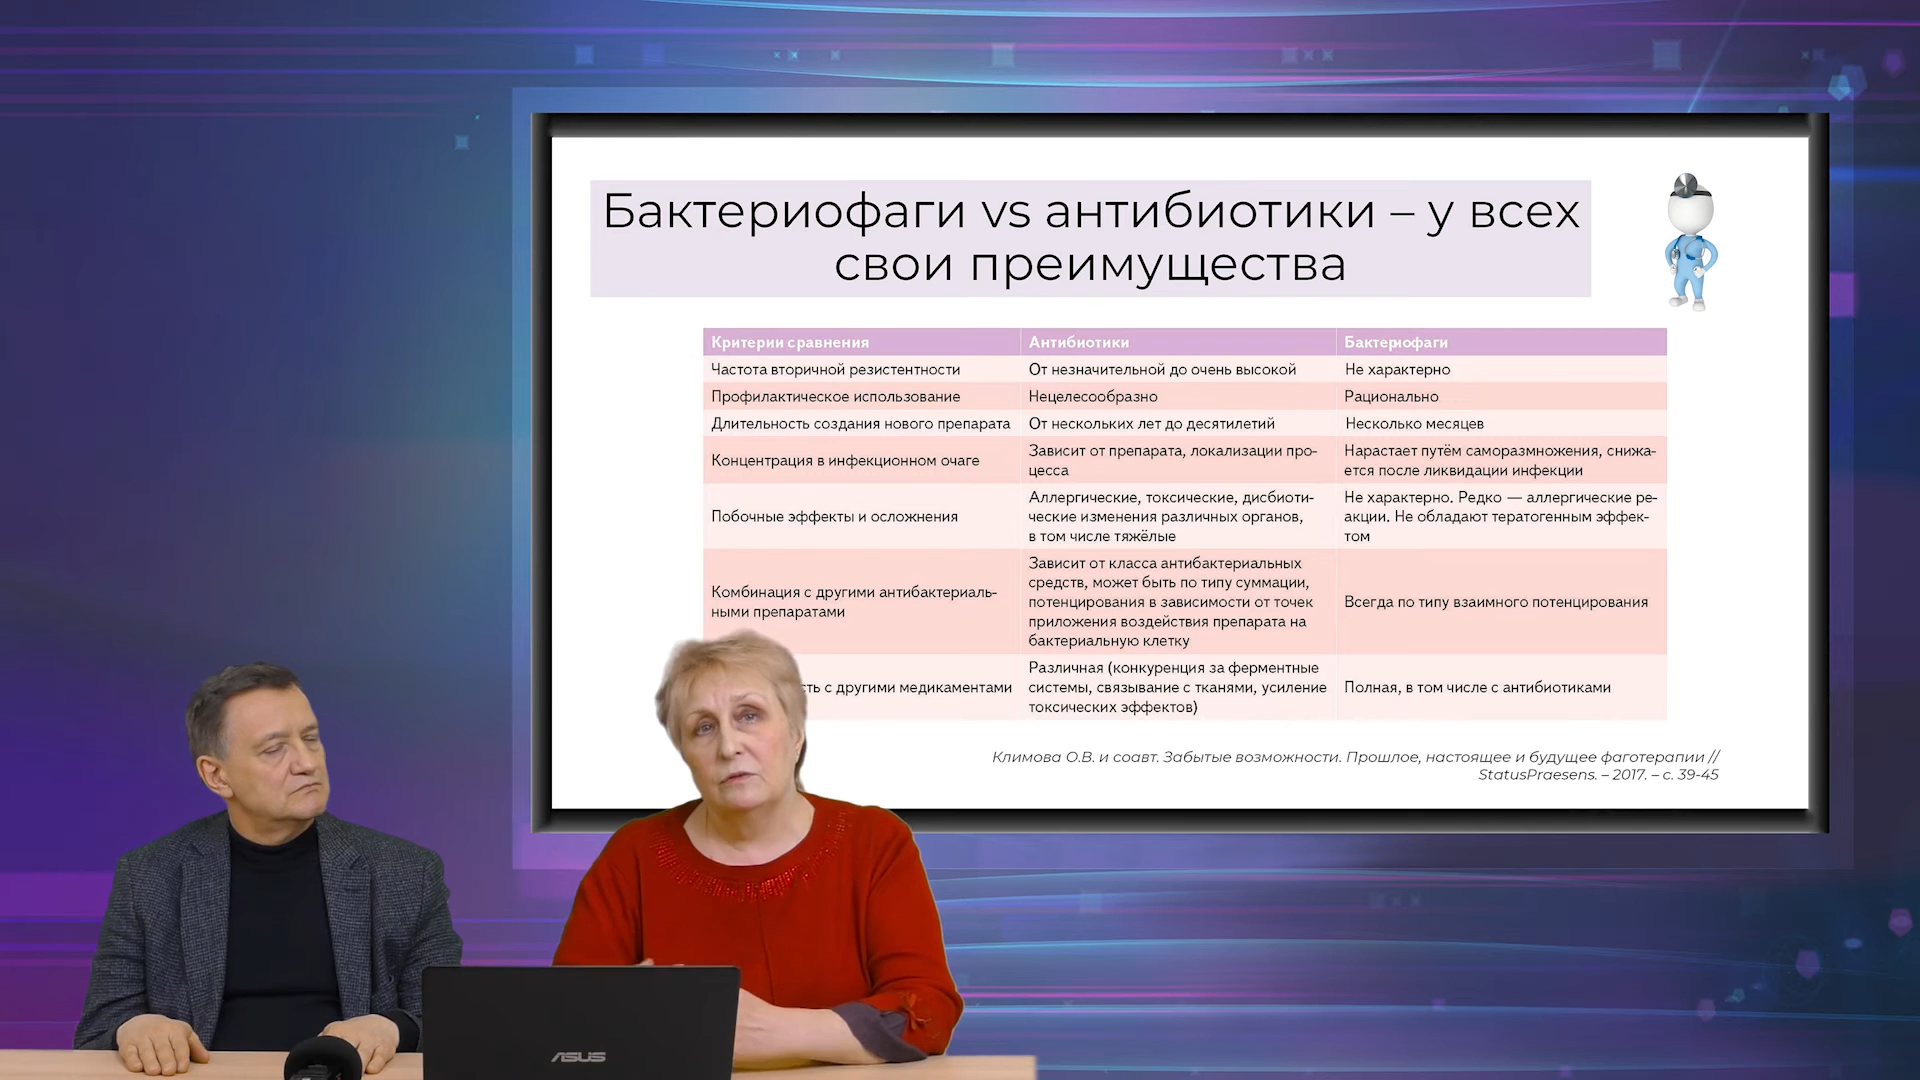 Бактериофаги vs антибиотики – у всех
свои преимущества
Критерии сравнения
Антибиотики
Бактериофаги
Частота вторичной резистентности
От незначительной до очень высокой
Не характерно
Профилактическое использование
Нецелесообразно
Рационально
Длительность создания нового препарата
От нескольких лет до десятилетий
Несколько месяцев
Концентрация в инфекционном очаге
Зависит от препарата, локализации про-
цесса
Нарастает путём саморазмножения, снижа-
ется после ликвидации инфекции
Побочные эффекты и осложнения
Аллергические, токсические, дисбиоти-
ческие изменения различных органов,
в том числе тяжёлые
Не характерно. Редко — аллергические ре-
акции. Не обладают тератогенным эффек-
том
Комбинация с другими антибактериаль-
ными препаратами
Зависит от класса антибактериальных
средств, может быть по типу суммации,
потенцирования в зависимости от точек
приложения воздействия препарата на
бактериальную клетку
Всегда по типу взаимного потенцирования
с другими медикаментами
Различная (конкуренция за ферментные
системы, связывание с тканями, усиление
токсических эффектов)
Полная, в том числе с антибиотиками
Климова О.В. и соавт. Забытые возможности. Прошлое, настоящее и будущее фаготерапии //
StatusPraesens. – 2017. – с. 39-45
ASUS